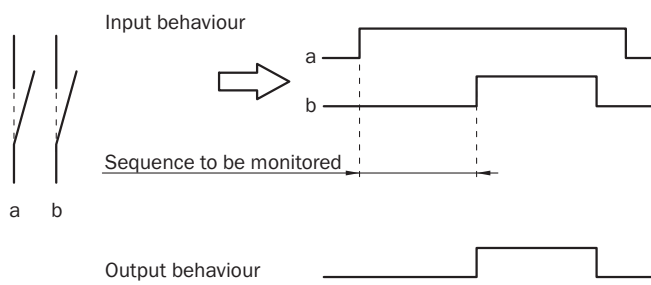 Input behaviour
a
b
Sequence to be monitored
a b
Output behaviour